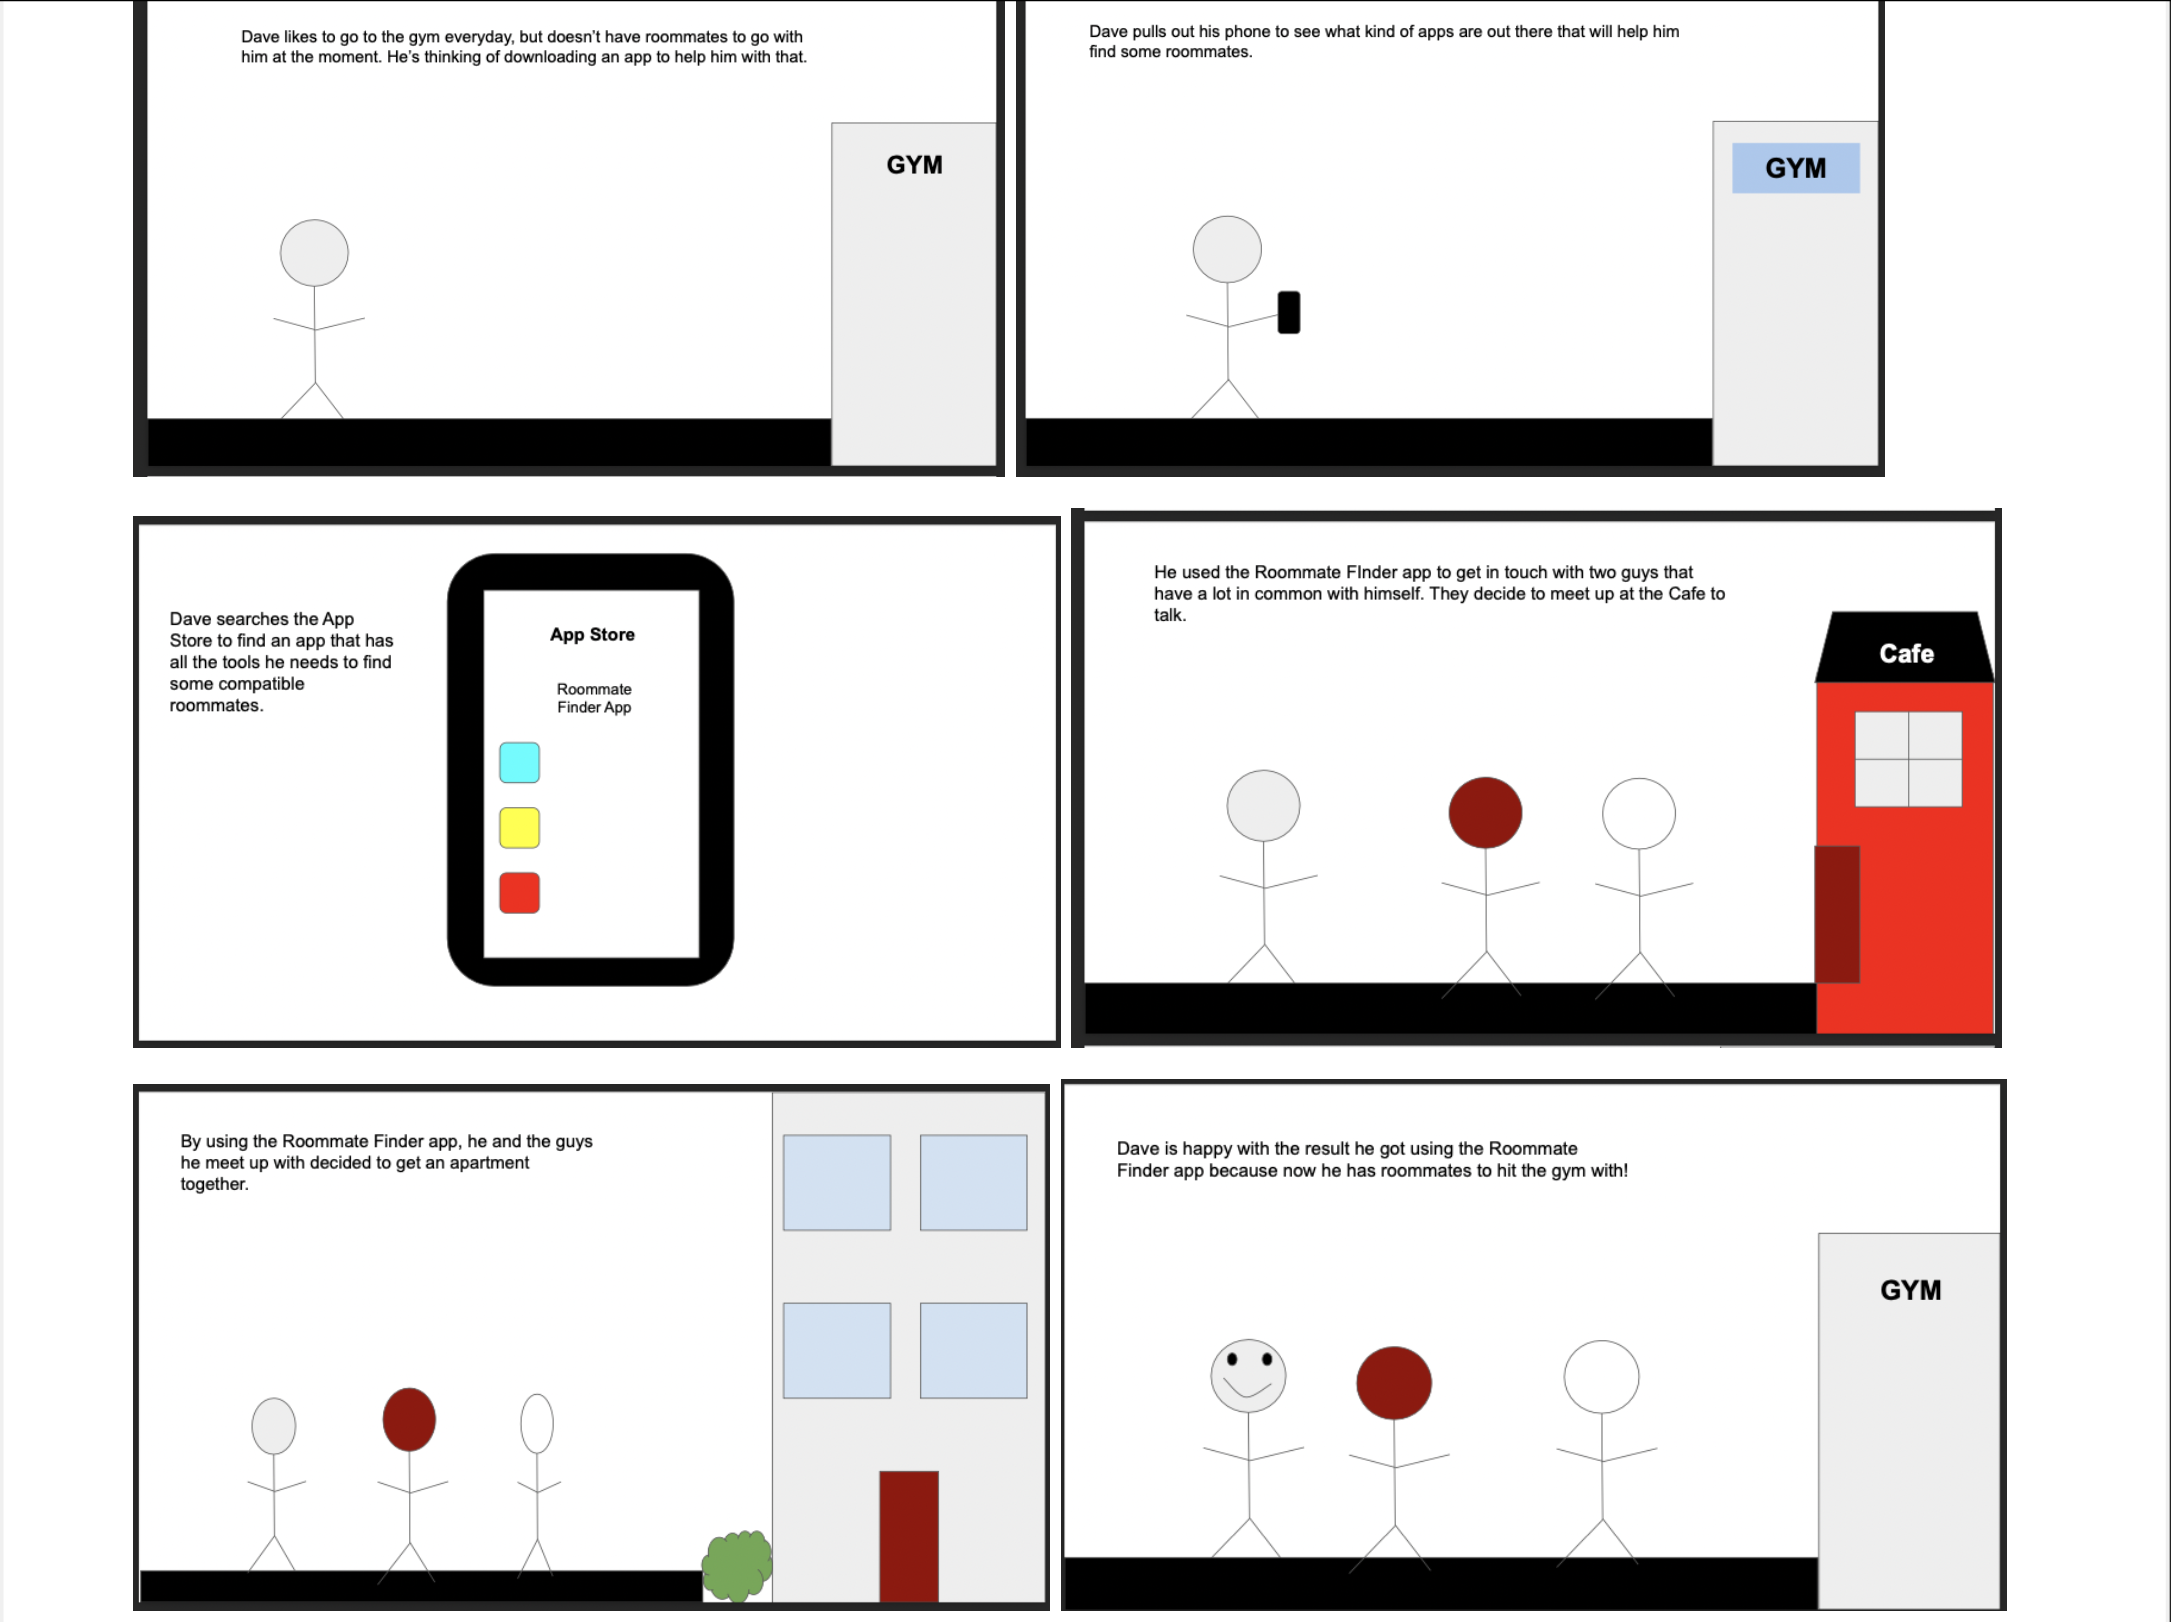 Dave likes to go to the gym everyday, but doesn't have roommates to go with
him at the moment. He's thinking of downloading an app to help him with that.
GYM
Dave pulls out his phone to see what kind of apps are out there that will help him
find some roommates.
GYM
Dave searches the App
Store to find an app that has
all the tools he needs to find
some compatible
roommates.
App Store
Roommate
Finder App
He used the Roommate FInder app to get in touch with two guys that
have a lot in common with himself. They decide to meet up at the Cafe to
talk.
Cafe
By using the Roommate Finder app, he and the guys
he meet up with decided to get an apartment
together.
Dave is happy with the result he got using the Roommate
Finder app because now he has roommates to hit the gym with!
GYM